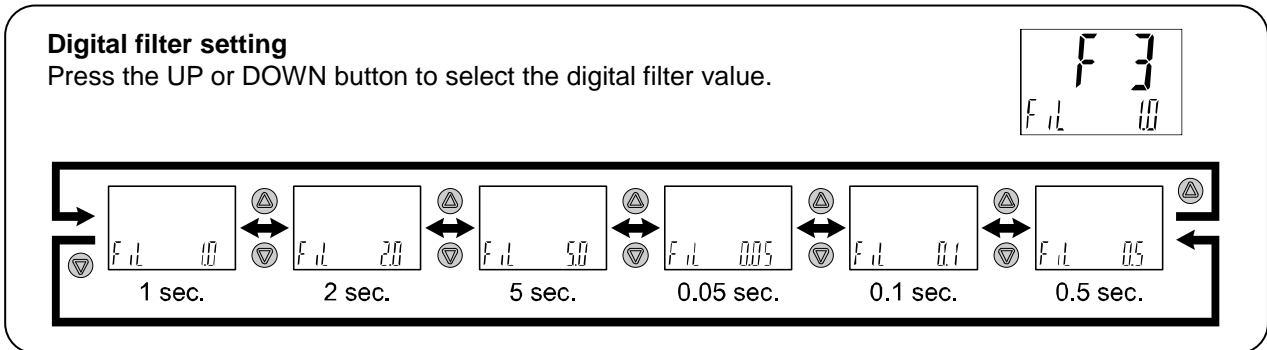 Digital filter setting
Press the UP or DOWN button to select the digital filter value.
F 3
FiL 1.0
FiL 1.0
FiL 2.0
FiL 5.0
FiL 0.05
FiL 0.1
FiL 0.5
1 sec.
2 sec.
5 sec.
0.05 sec.
0.1 sec.
0.5 sec.